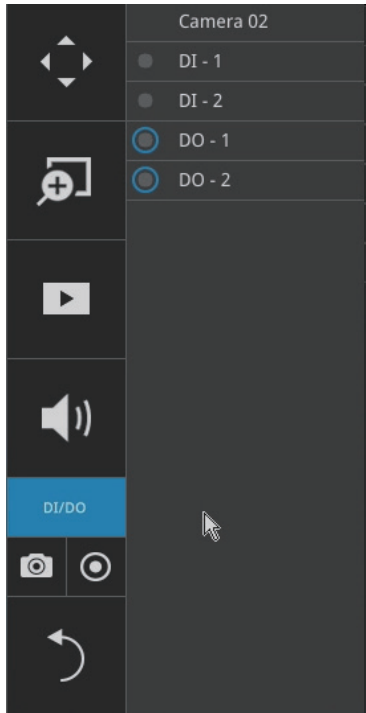 Camera 02
DI - 1
DI - 2
DO - 1
DO - 2
DI/DO